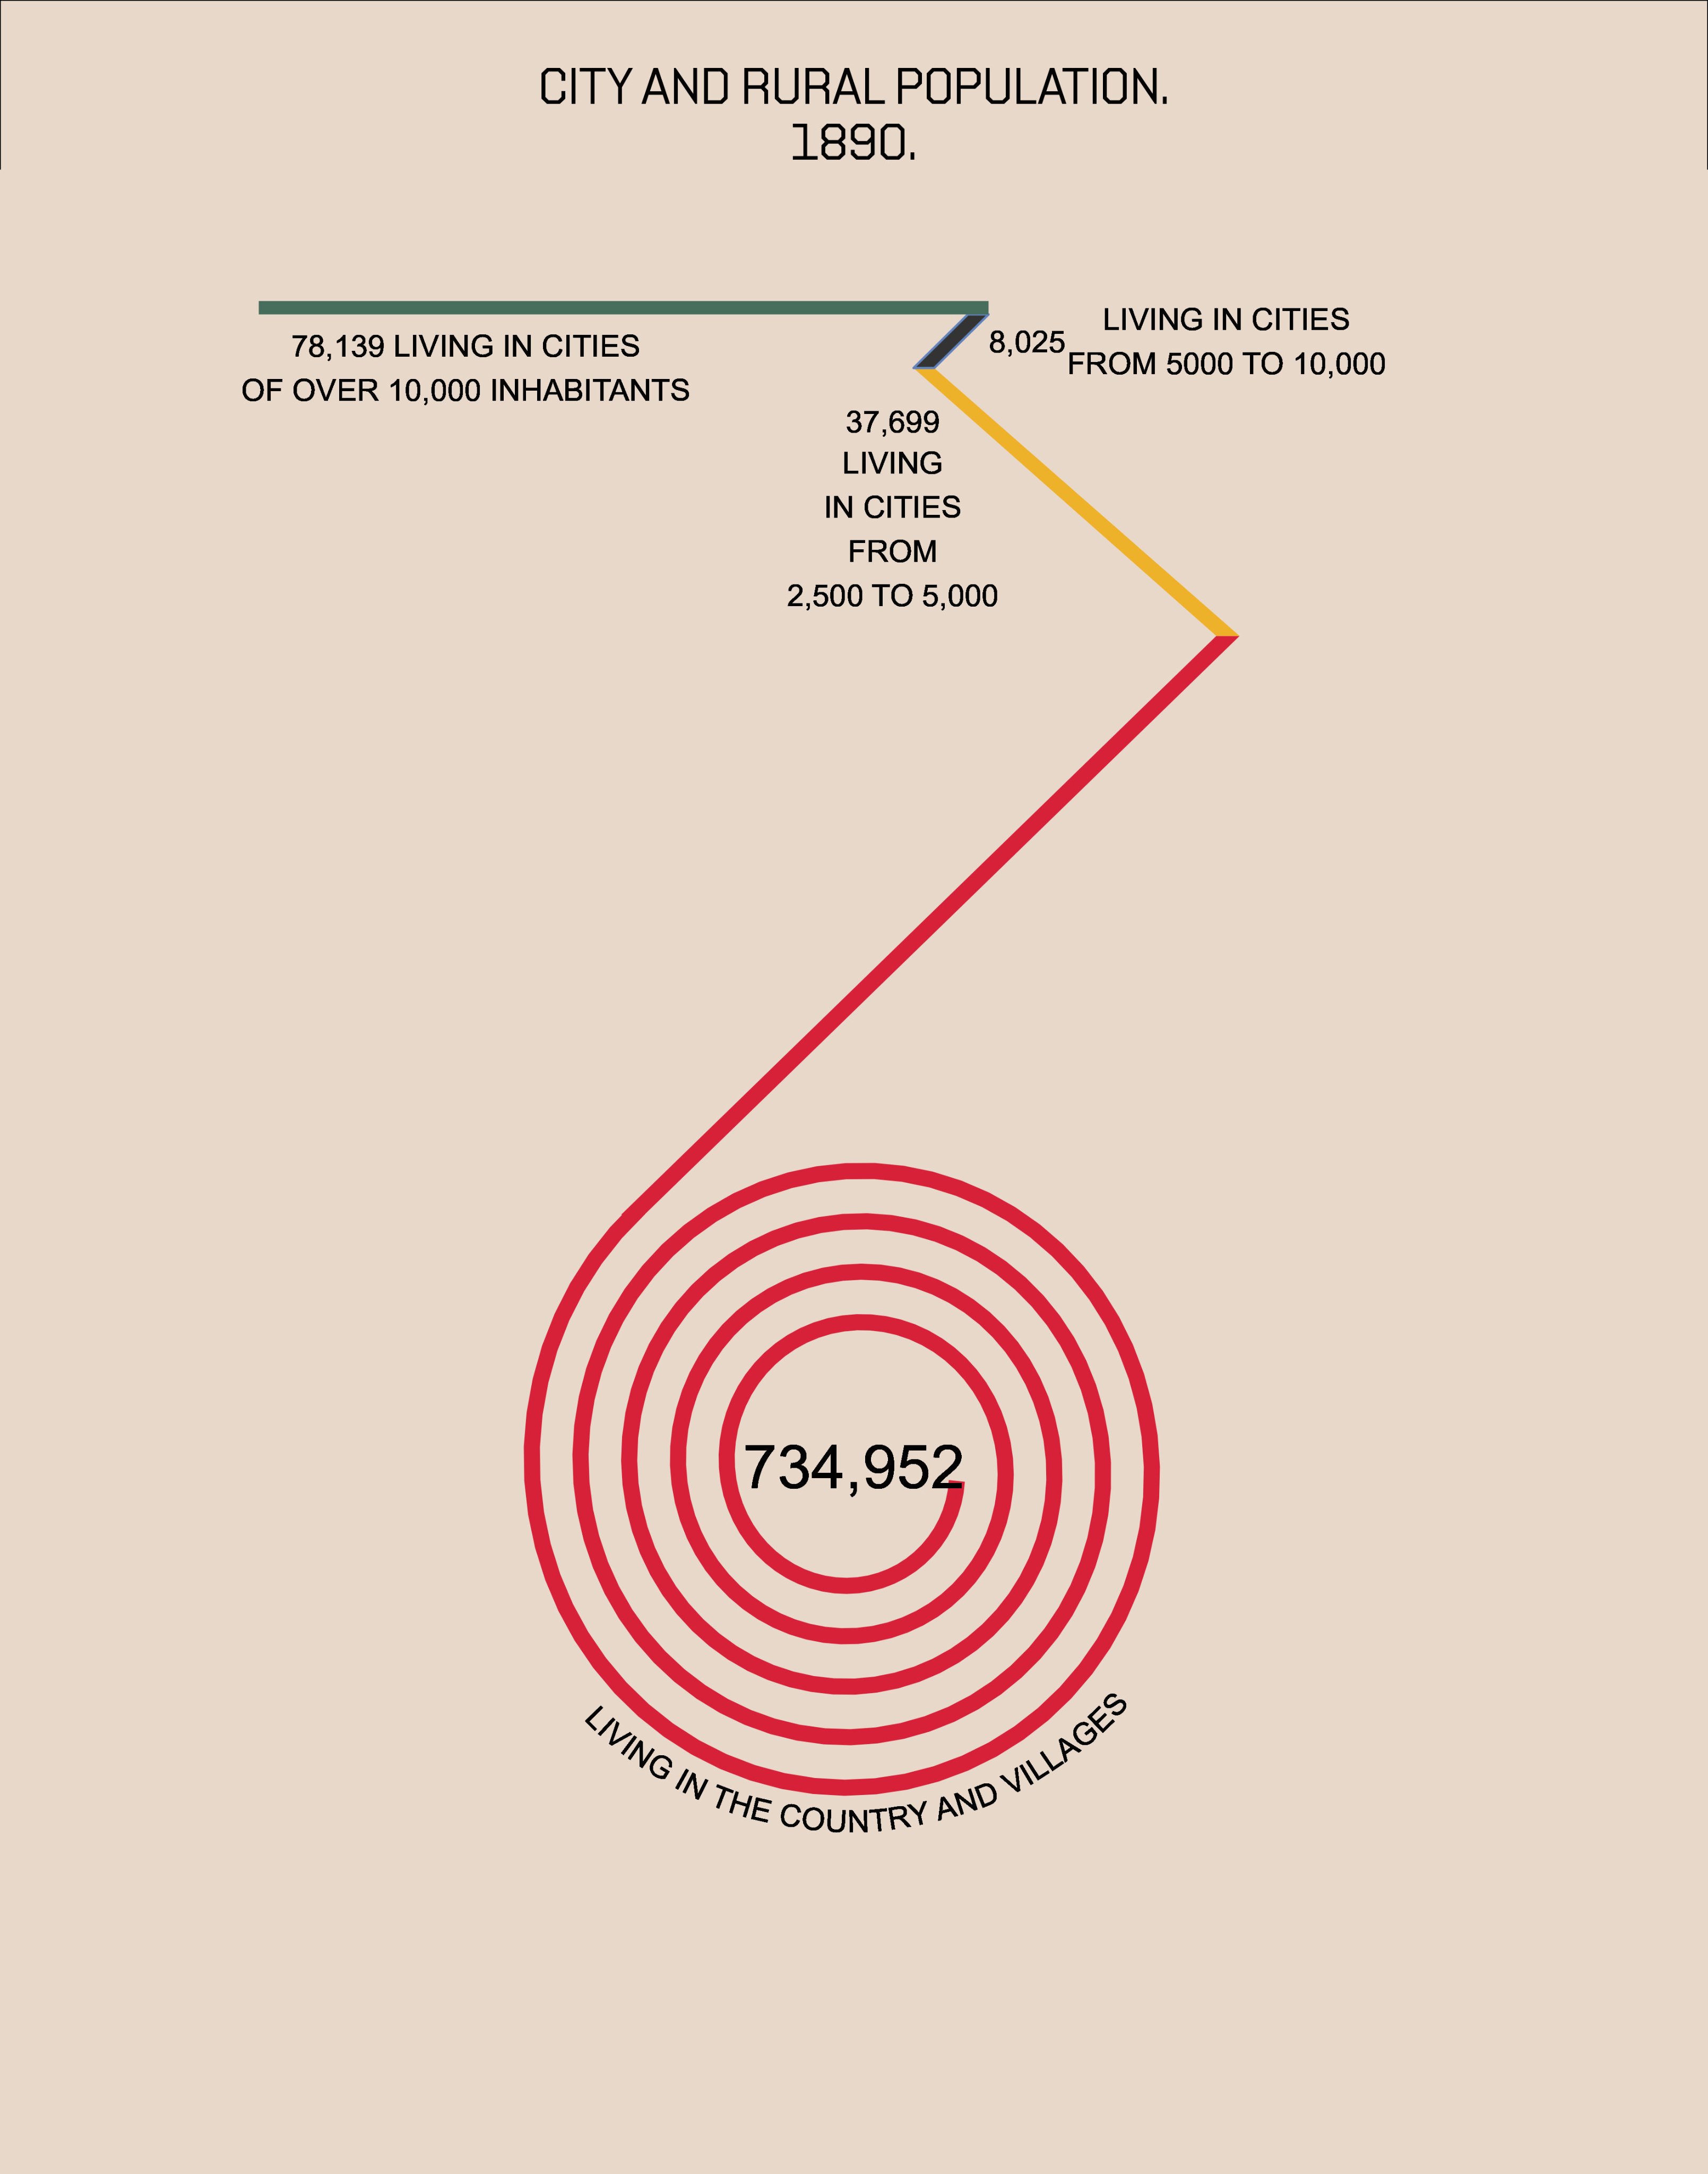 CITY AND RURAL POPULATION.
1890.
78,139 LIVING IN CITIES
OF OVER 10,000 INHABITANTS
8,025
LIVING IN CITIES
FROM 5000 TO 10,000
37,699
LIVING
IN CITIES
FROM
2,500 TO 5,000
734,952
LIVING IN THE COUNTRY AND VILLAGES